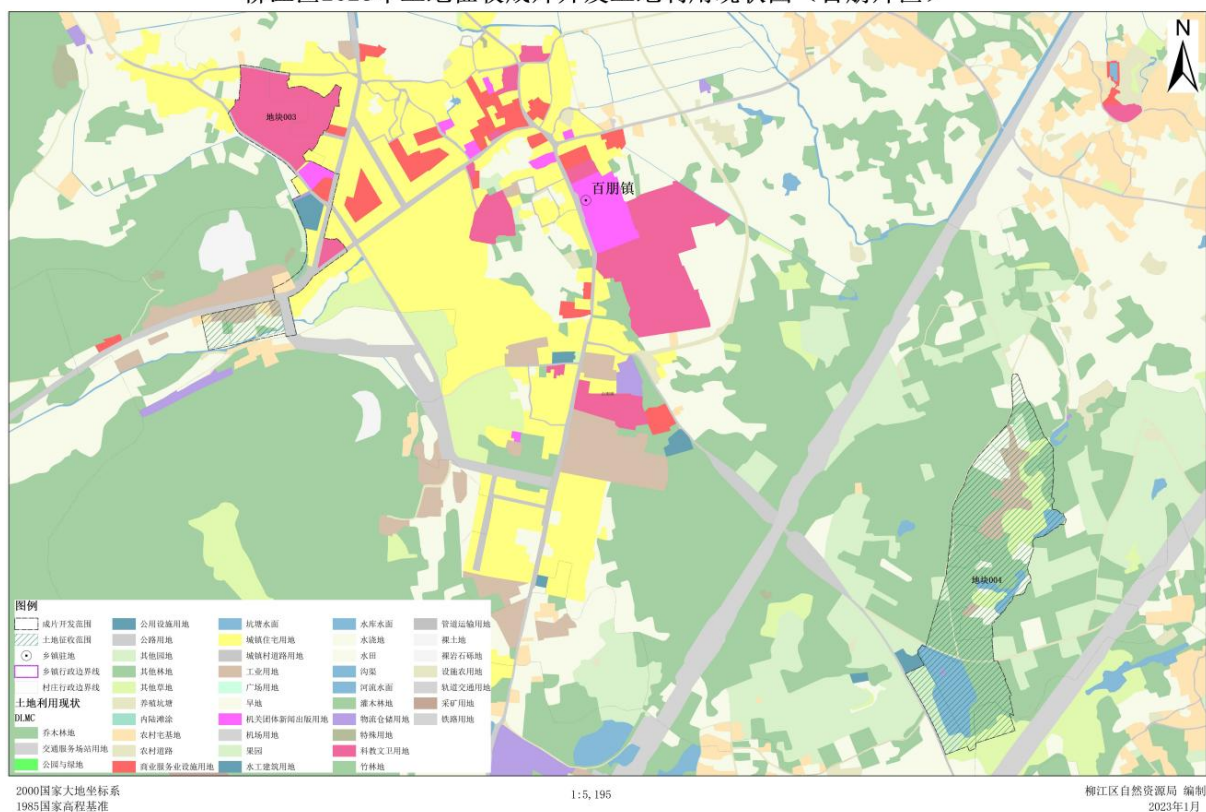 地块003
百朋镇
地块004
图例
成片开发范围
土地征收范围
乡镇驻地
乡镇行政边界线
村庄行政边界线
土地利用现状
DLMC
乔木林地
交通服务场站用地
公园与绿地
公用设施用地
公路用地
其他园地
其他林地
其他草地
养殖坑塘
内陆滩涂
农村宅基地
农村道路
商业服务业设施用地
坑塘水面
城镇住宅用地
城镇村道路用地
工业用地
广场用地
旱地
机关团体新闻出版用地
机场用地
果园
水工建筑用地
水库水面
水浇地
水田
沟渠
河流水面
灌木林地
物流仓储用地
特殊用地
科教文卫用地
竹林地
管道运输用地
裸土地
裸岩石砾地
设施农用地
轨道交通用地
采矿用地
铁路用地
N
2000国家大地坐标系
1985国家高程基准
1:5,195
柳江区自然资源局 编制
2023年1月